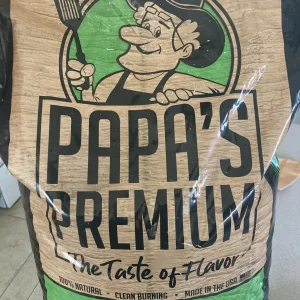 PAPA'S
PREMIUM
The Taste of Flavor
100% NATURAL • CLEAN BURNING • MADE IN THE USA